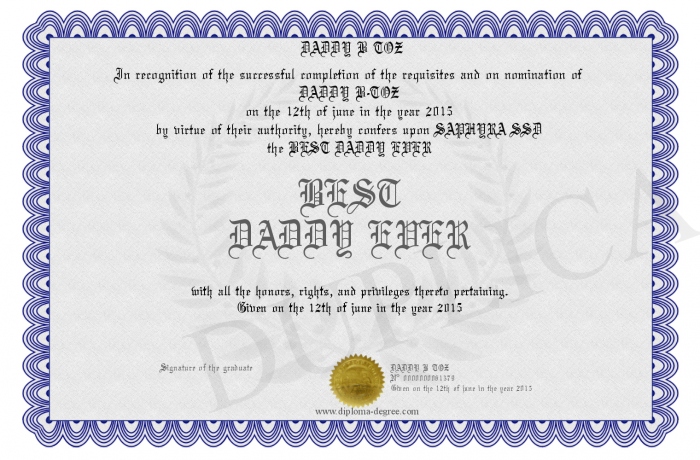 DADDY B TOZ
In recognition of the successful completion of the requisites and on nomination of
DADDY B-TOZ
on the 12th of june in the year 2015
by virtue of their authority, hereby confers upon SAPHYRA SSD
the BEST DADDY EVER
BEST
DADDY EVER
with all the honors, rights, and privileges thereto pertaining.
Given on the 12th of june in the year 2015
DUPLICA
Signature of the graduate
DADDY B TOZ
Given on the 12th of june in the year 2015
www.diploma-degree.com